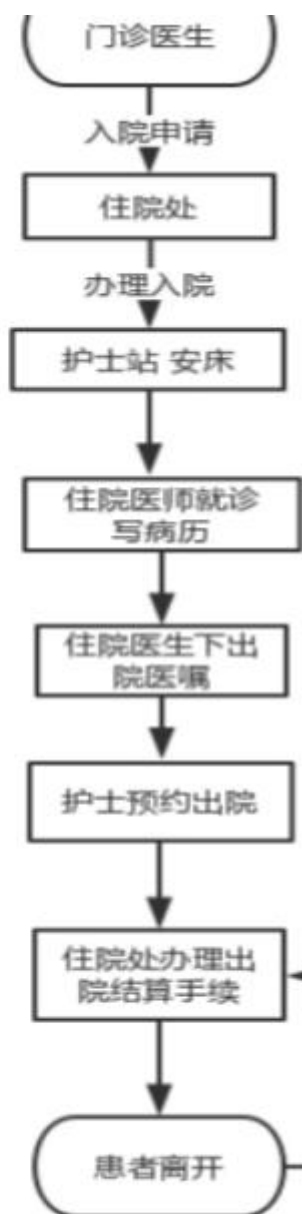 门诊医生
入院申请
住院处
办理入院
护士站 安床
住院医师就诊
写病历
住院医生下出
院医嘱
护士预约出院
住院处办理出
院结算手续
患者离开